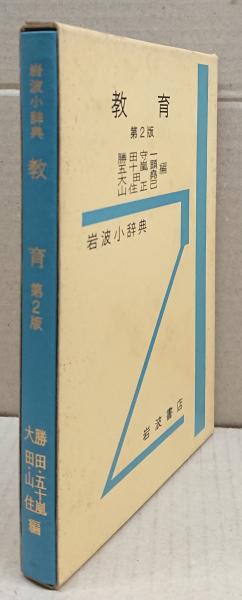 教育
第2版
勝田守一
五十嵐顕
大田堯
山住正己
編
岩波小辞典
岩波書店
岩波小辞典
教育
第2版
勝田・五十嵐
大田・山住
編